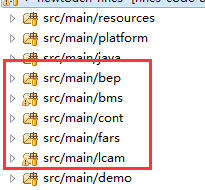 src/main/resources
src/main/platform
src/main/java
src/main/bep
src/main/bms
src/main/cont
src/main/fars
src/main/lcam
src/main/demo